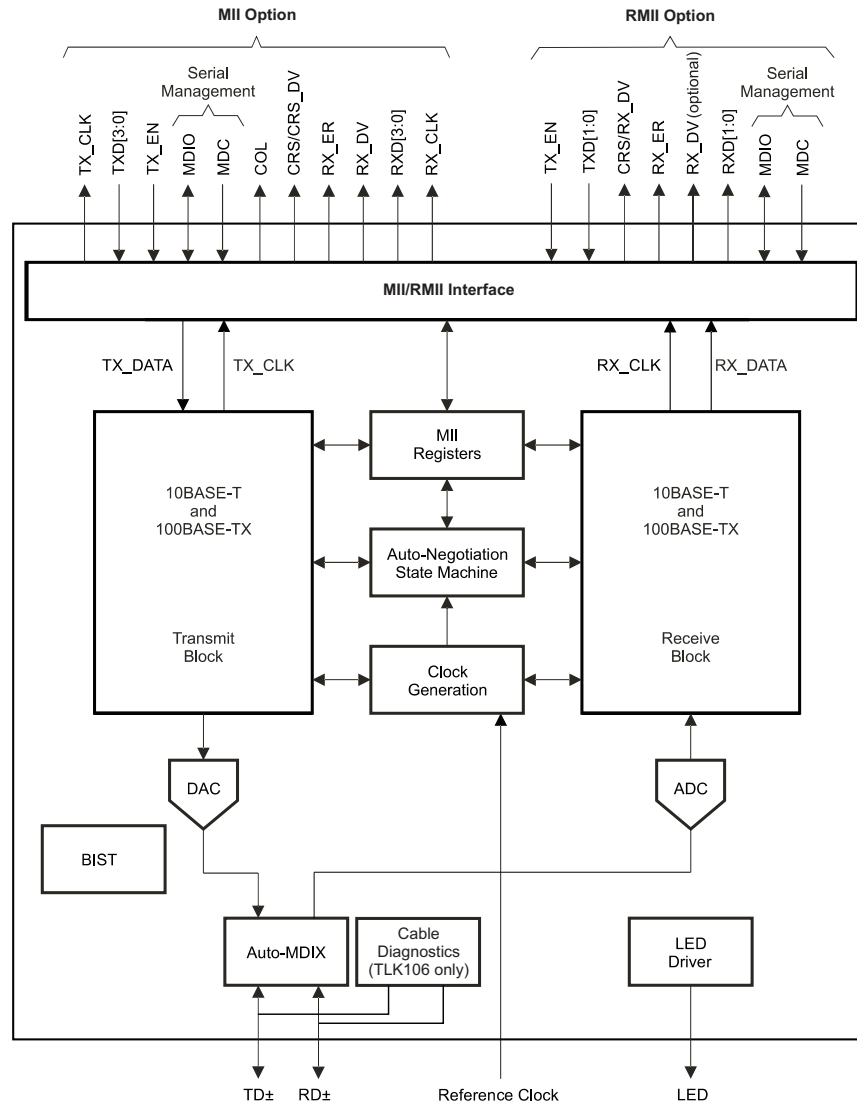 MII Option
RMII Option
Serial
Management
Serial
Management
TX_CLK
TXD[3:0]
TX_EN
MDIO
MDC
COL
CRS/CRS_DV
RX_ER
RX_DV
RXD[3:0]
RX_CLK
TX_EN
TXD[1:0]
CRS/RX_DV
RX_ER
RX_DV (optional)
RXD[1:0]
MDIO
MDC
MII/RMII Interface
TX_DATA
TX_CLK
RX_CLK
RX_DATA
10BASE-T
and
100BASE-TX
Transmit
Block
MII
Registers
Auto-Negotiation
State Machine
Clock
Generation
10BASE-T
and
100BASE-TX
Receive
Block
DAC
ADC
BIST
Auto-MDIX
Cable
Diagnostics
(TLK106 only)
LED
Driver
TD±
RD±
Reference Clock
LED